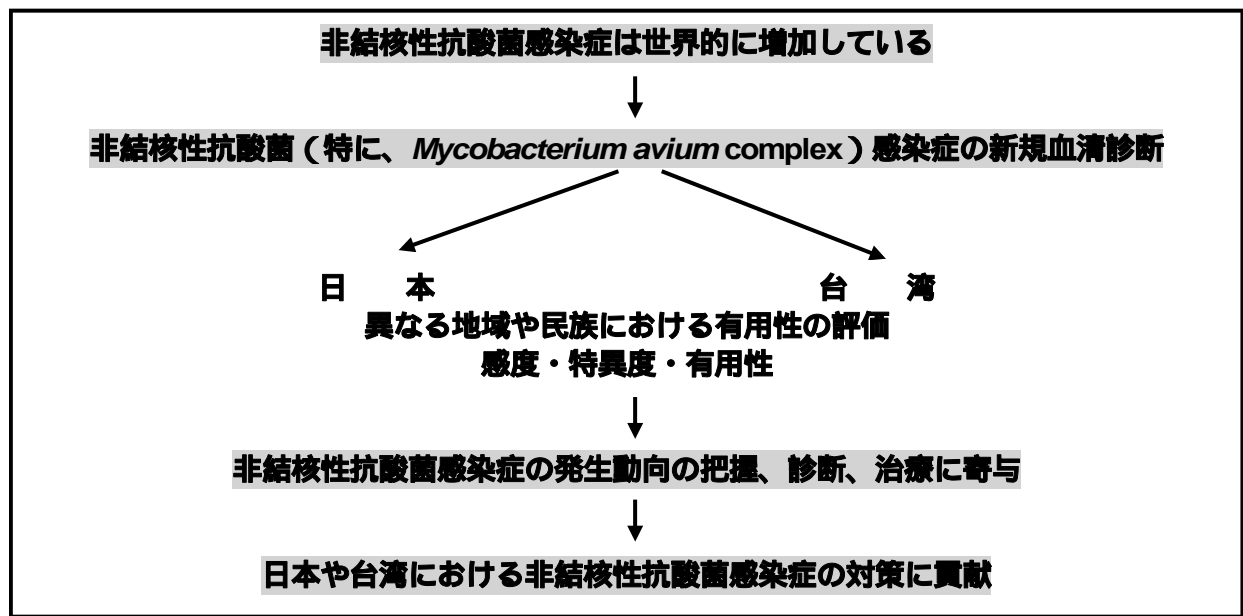 非結核性抗酸菌感染症は世界的に増加している
非結核性抗酸菌（特に、Mycobacterium avium complex）感染症の新規血清診断
日　本　台　湾
異なる地域や民族における有用性の評価
感度・特異度・有用性
非結核性抗酸菌感染症の発生動向の把握、診断、治療に寄与
日本や台湾における非結核性抗酸菌感染症の対策に貢献